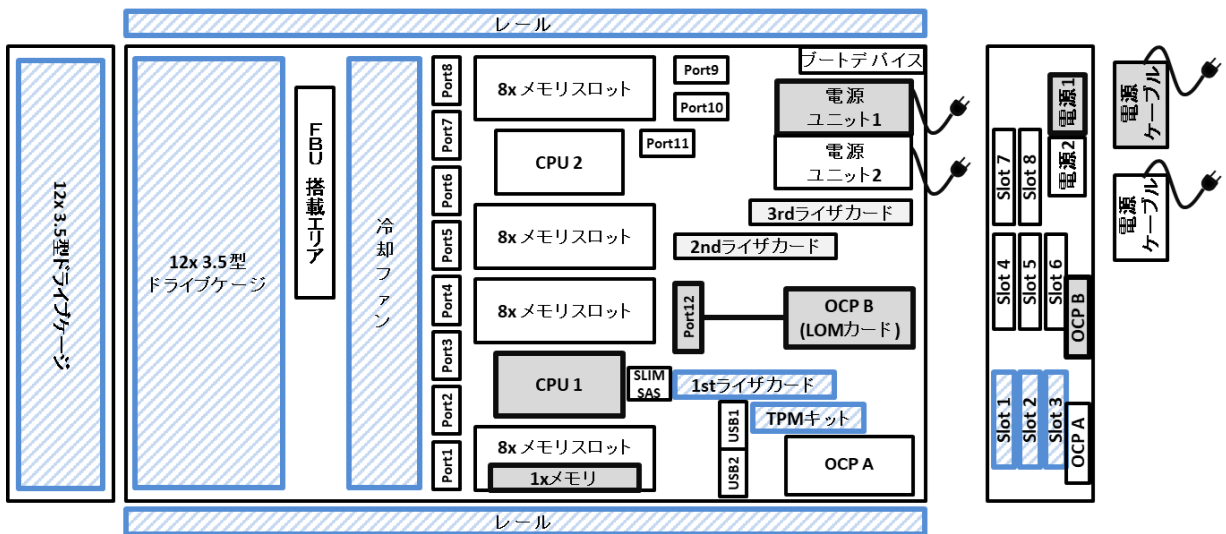 レール
12x 3.5型ドライブケージ
12x 3.5型
ドライブケージ
FBU 搭載エリア
冷却ファン
Port8
Port7
Port6
Port5
Port4
Port3
Port2
Port1
8x メモリスロット
CPU 2
8x メモリスロット
8x メモリスロット
CPU 1
SLIM
SAS
8x メモリスロット
1xメモリ
Port9
Port10
Port11
ブートデバイス
電源
ユニット1
電源
ユニット2
3rdライザカード
2ndライザカード
Port12
OCP B
(LOMカード)
1stライザカード
USB1
TPMキット
USB2
OCP A
レール
電源1
電源2
Slot 7
Slot 8
Slot 4
Slot 5
Slot 6
OCP B
Slot 1
Slot 2
Slot 3
OCP A
電源
ケーブル
電源
ケーブル